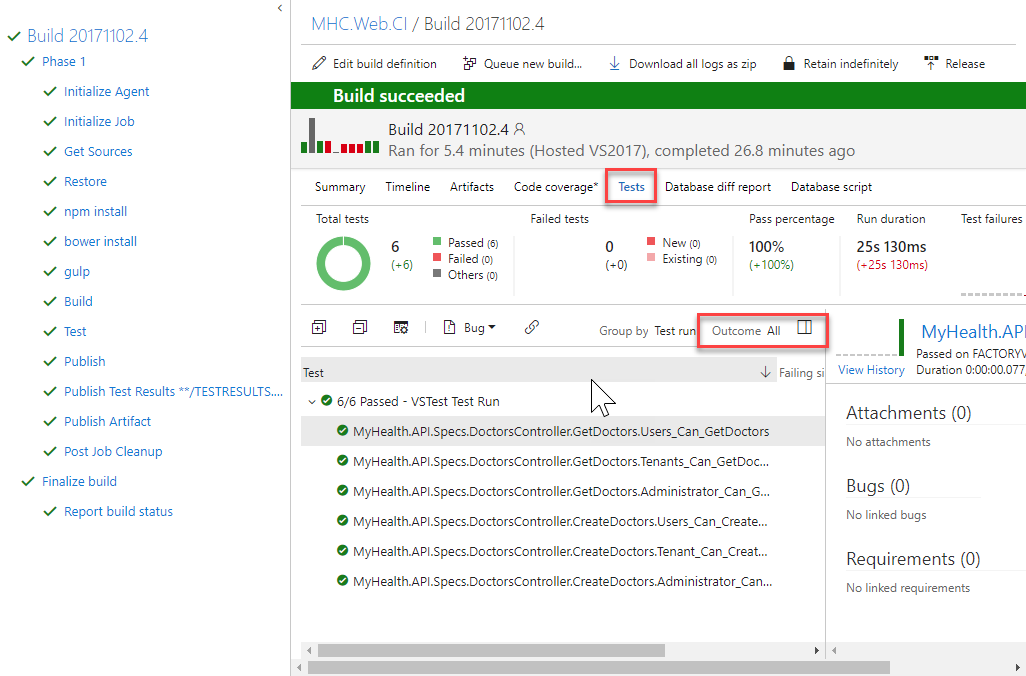 Build 20171102.4
Phase 1
Initialize Agent
Initialize Job
Get Sources
Restore
npm install
bower install
gulp
Build
Test
Publish
Publish Test Results **/TESTRESULTS....
Publish Artifact
Post Job Cleanup
Finalize build
Report build status
MHC.Web.CI / Build 20171102.4
Edit build definition Queue new build... Download all logs as zip Retain indefinitely Release
Build succeeded
Build 20171102.4
Ran for 5.4 minutes (Hosted VS2017), completed 26.8 minutes ago
Summary Timeline Artifacts Code coverage* Tests Database diff report Database script
Total tests Failed tests Pass percentage Run duration Test failures
6 Passed (6) 0 New (0) 100% 25s 130ms
(+6) Failed (0) (+0) Existing (0) (+100%) (+25s 130ms)
Others (0)
Bug Group by Test run Outcome All
Test Failing si
6/6 Passed - VSTest Test Run
MyHealth.API.Specs.DoctorsController.GetDoctors.Users_Can_GetDoctors
MyHealth.API.Specs.DoctorsController.GetDoctors.Tenants_Can_GetDoc...
MyHealth.API.Specs.DoctorsController.GetDoctors.Administrator_Can_G...
MyHealth.API.Specs.DoctorsController.CreateDoctors.Users_Can_Create...
MyHealth.API.Specs.DoctorsController.CreateDoctors.Tenant_Can_Creat...
MyHealth.API.Specs.DoctorsController.CreateDoctors.Administrator_Can...
MyHealth.API
Passed on FACTORYV
View History Duration 0:00:00.077,
Attachments (0)
No attachments
Bugs (0)
No linked bugs
Requirements (0)
No linked requirements